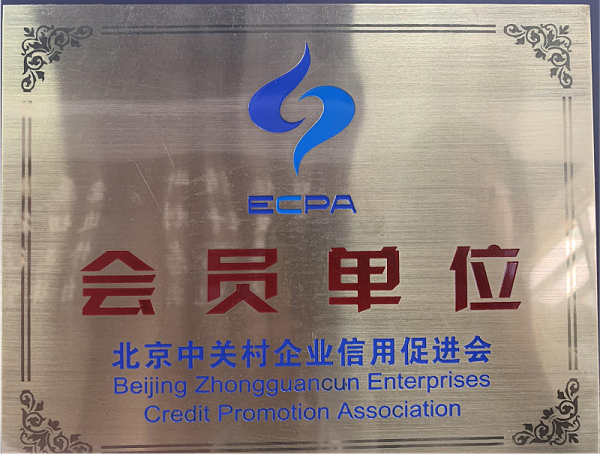 ECPA
会员单位
北京中关村企业信用促进会
Beijing Zhongguancun Enterprises
Credit Promotion Association